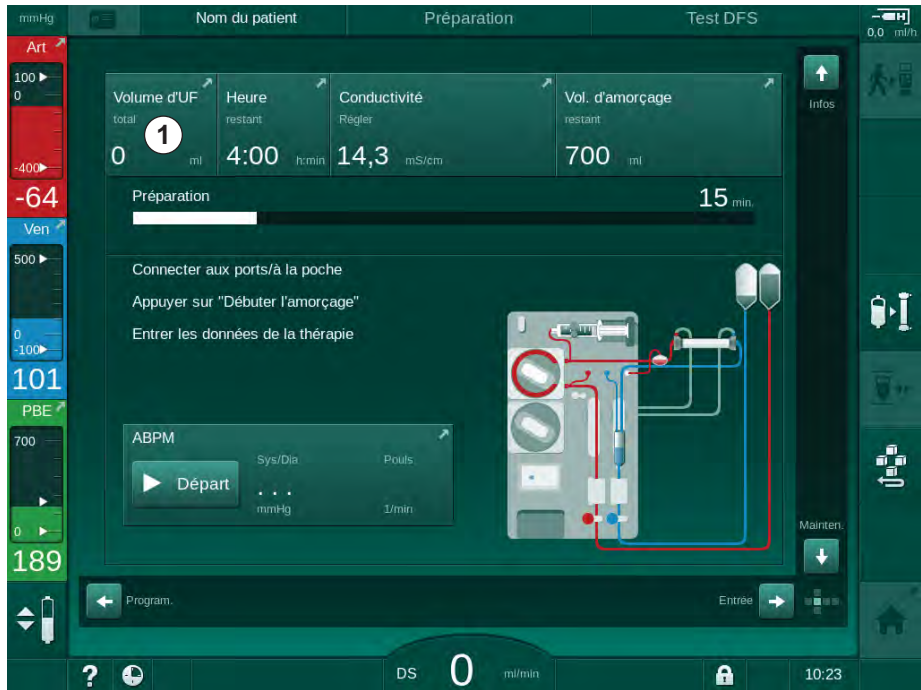 mmHg
Nom du patient
Préparation
Test DFS
0,0 ml/h
Art
100
0
-400
-64
Ven
500
0
-100
101
PBE
700
0
189
Volume d'UF
total
0 ml
1
Heure
restant
4:00 h:min
Conductivité
Régler
14,3 mS/cm
Vol. d'amorçage
restant
700 ml
Infos
Préparation
15 min.
Connecter aux ports/à la poche
Appuyer sur "Débuter l'amorçage"
Entrer les données de la thérapie
ABPM
Sys/Dia
Pouls
Départ
. . .
mmHg
1/min
Mainten.
Program.
Entrée
?
DS 0 ml/min
10:23